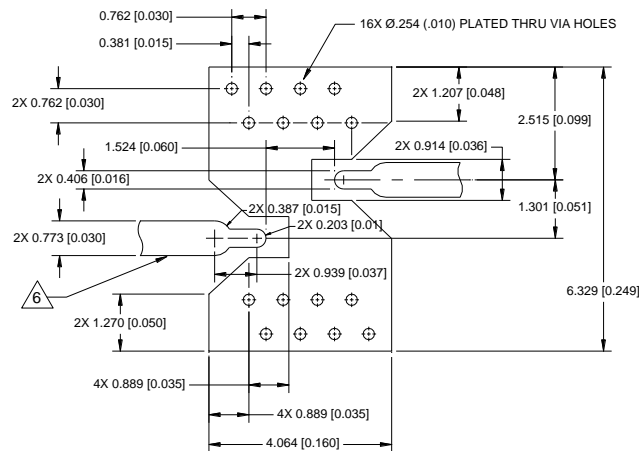 0.762 [0.030]
16X Ø.254 (.010) PLATED THRU VIA HOLES
0.381 [0.015]
2X 0.762 [0.030]
2X 1.207 [0.048]
2.515 [0.099]
1.524 [0.060]
2X 0.914 [0.036]
2X 0.406 [0.016]
2X 0.387 [0.015]
1.301 [0.051]
2X 0.203 [0.01]
2X 0.773 [0.030]
2X 0.939 [0.037]
6
6.329 [0.249]
2X 1.270 [0.050]
4X 0.889 [0.035]
4X 0.889 [0.035]
4.064 [0.160]